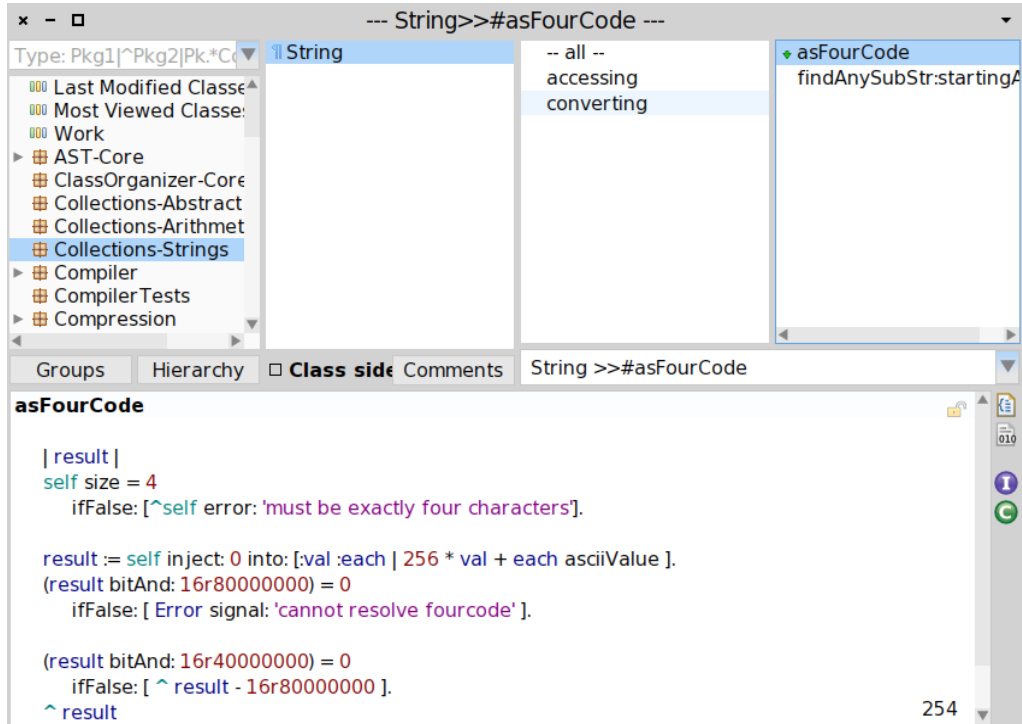 --- String>>#asFourCode ---
Type: Pkg1|^Pkg2|Pk.*Co
Last Modified Classe
Most Viewed Classes
Work
AST-Core
ClassOrganizer-Core
Collections-Abstract
Collections-Arithmet
Collections-Strings
Compiler
CompilerTests
Compression
String
-- all --
accessing
converting
asFourCode
findAnySubStr:startingA
Groups
Hierarchy
Class side
Comments
String >>#asFourCode
asFourCode
| result |
self size = 4
ifFalse: [^self error: 'must be exactly four characters'].
result := self inject: 0 into: [:val :each | 256 * val + each asciiValue ].
(result bitAnd: 16r80000000) = 0
ifFalse: [ Error signal: 'cannot resolve fourcode' ].
(result bitAnd: 16r40000000) = 0
ifFalse: [ ^ result - 16r80000000 ].
^ result
254
010
I
C